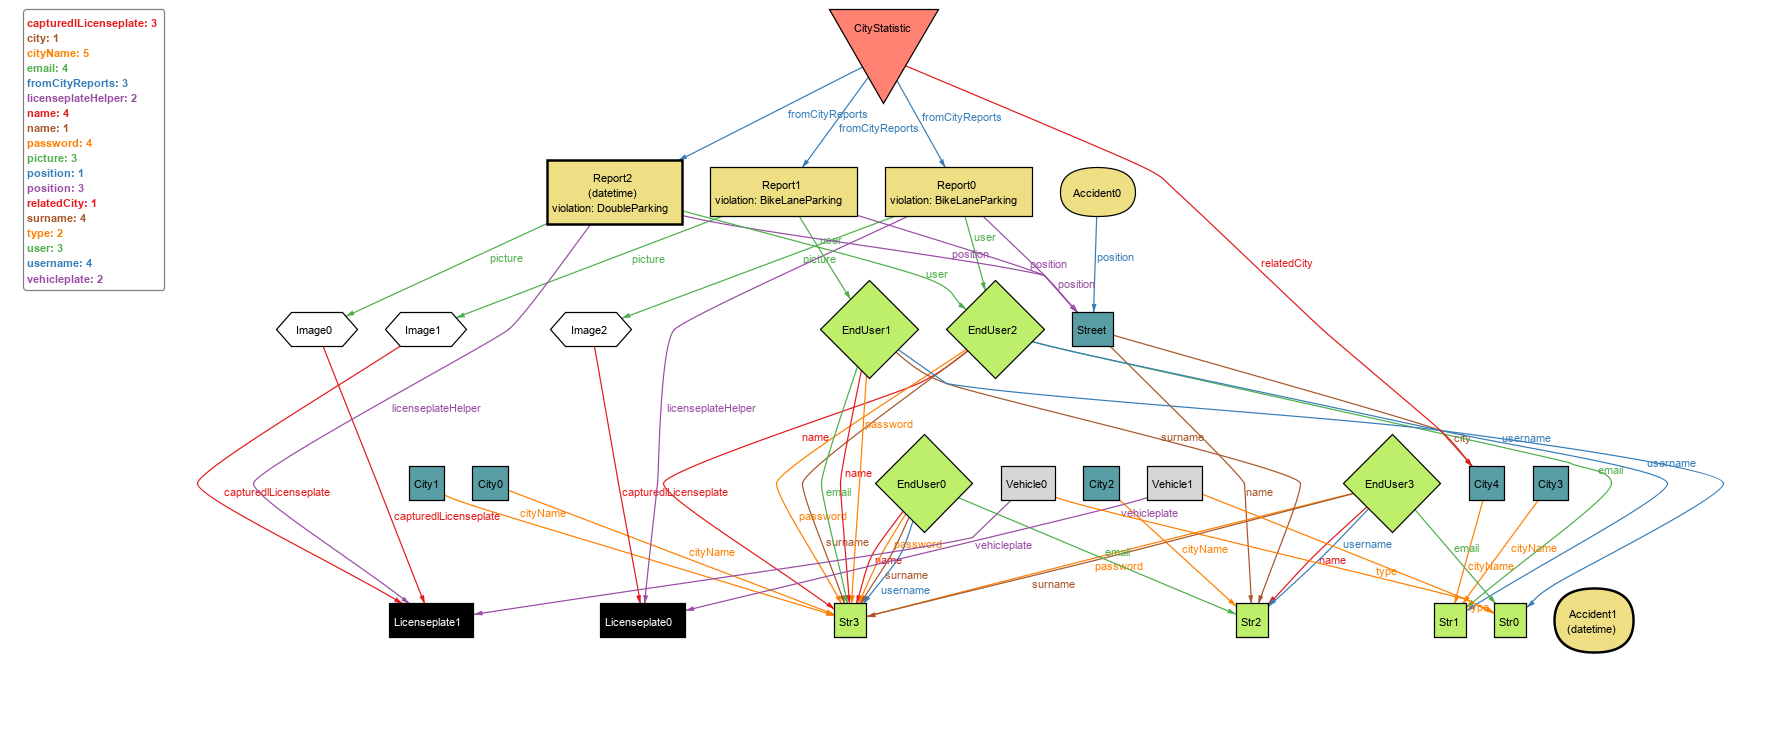 capturedlLicenseplate: 3
city: 1
cityName: 5
email: 4
fromCityReports: 3
licenseplateHelper: 2
name: 4
name: 1
password: 4
picture: 3
position: 1
position: 3
relatedCity: 1
surname: 4
type: 2
user: 3
username: 4
vehicleplate: 2
CityStatistic
fromCityReports
fromCityReports
fromCityReports
Report2
(datetime)
violation: DoubleParking
Report1
violation: BikeLaneParking
Report0
violation: BikeLaneParking
Accident0
user
user
picture
picture
picture
position
position
position
position
relatedCity
user
Image0
Image1
Image2
EndUser1
EndUser2
Street
licenseplateHelper
licenseplateHelper
password
name
surname
city
username
username
name
email
email
City1
City0
EndUser0
Vehicle0
City2
Vehicle1
EndUser3
City4
City3
capturedlLicenseplate
capturedlLicenseplate
capturedlLicenseplate
name
cityName
password
vehicleplate
surname
password
vehicleplate
cityName
email
cityName
username
email
cityName
name
name
password
cityName
type
surname
username
surname
type
Licenseplate1
Licenseplate0
Str3
Str2
Str1
Str0
Accident1
(datetime)